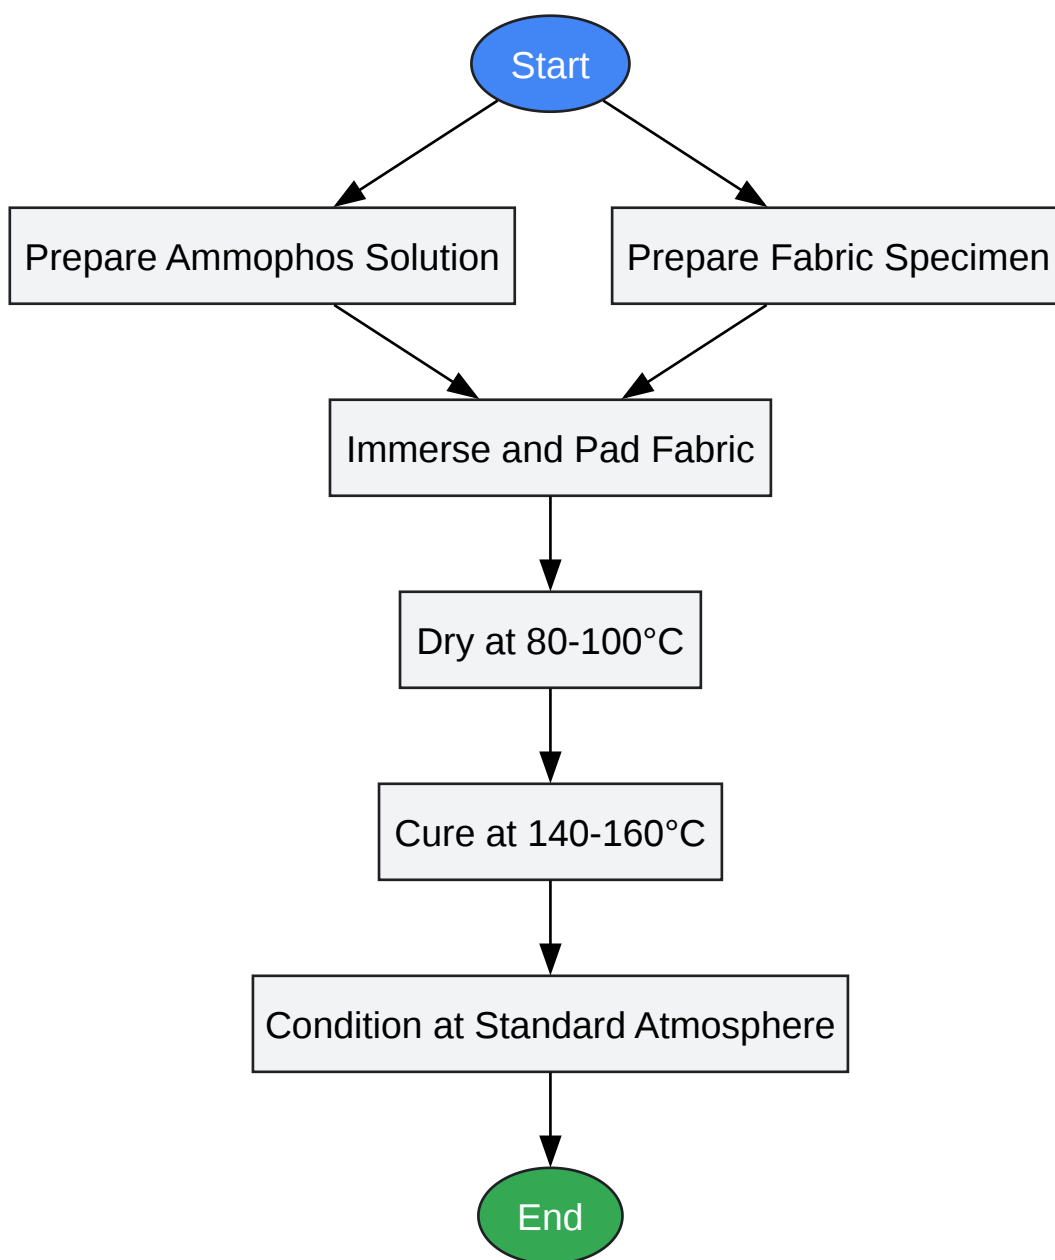 Start
Prepare Ammophos Solution
Prepare Fabric Specimen
Immerse and Pad Fabric
Dry at 80-100°C
Cure at 140-160°C
Condition at Standard Atmosphere
End